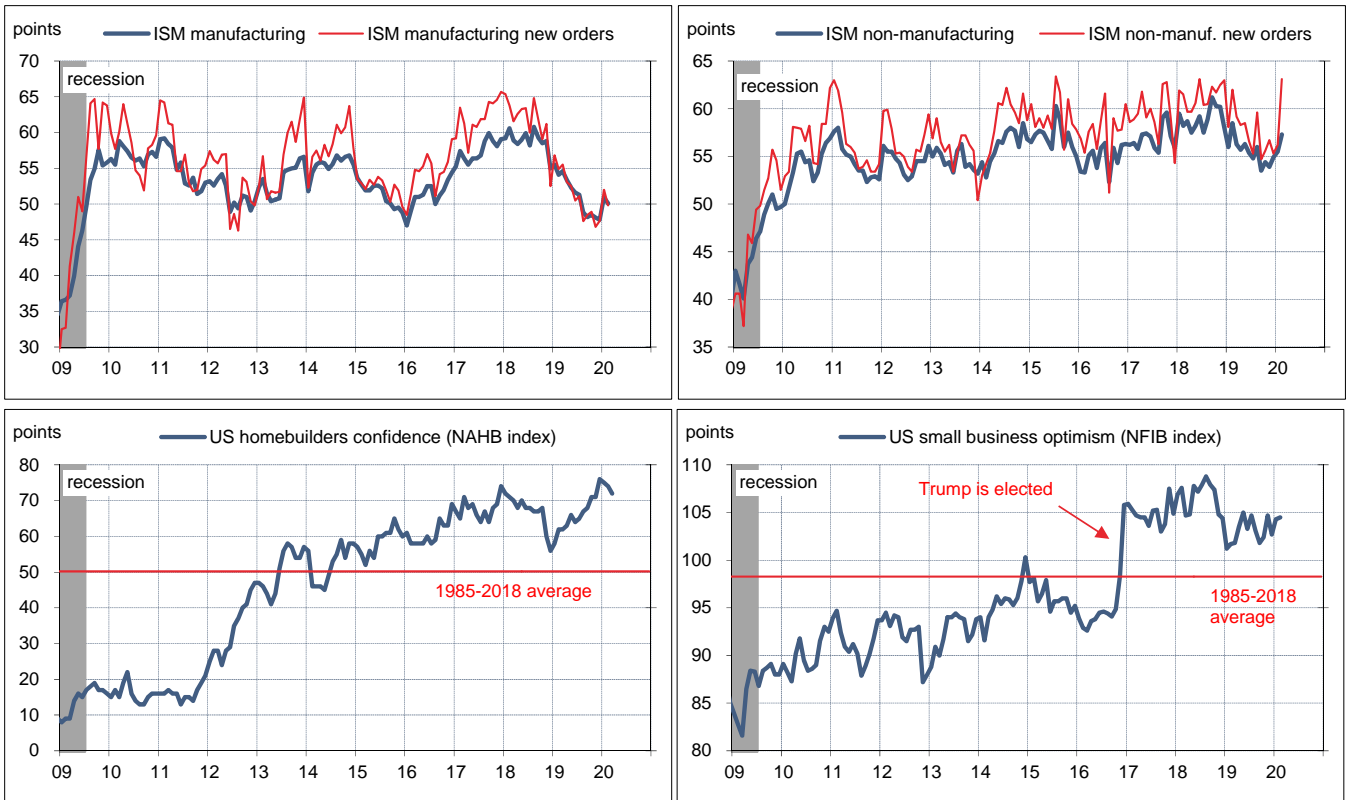 points
ISM manufacturing
ISM manufacturing new orders
70
65
60
55
50
45
40
35
30
recession
09 10 11 12 13 14 15 16 17 18 19 20
points
ISM non-manufacturing
ISM non-manuf. new orders
65
60
55
50
45
40
35
recession
09 10 11 12 13 14 15 16 17 18 19 20
points
US homebuilders confidence (NAHB index)
80
70
60
50
40
30
20
10
0
recession
1985-2018 average
09 10 11 12 13 14 15 16 17 18 19 20
points
US small business optimism (NFIB index)
110
105
100
95
90
85
80
recession
Trump is elected
1985-2018
average
09 10 11 12 13 14 15 16 17 18 19 20